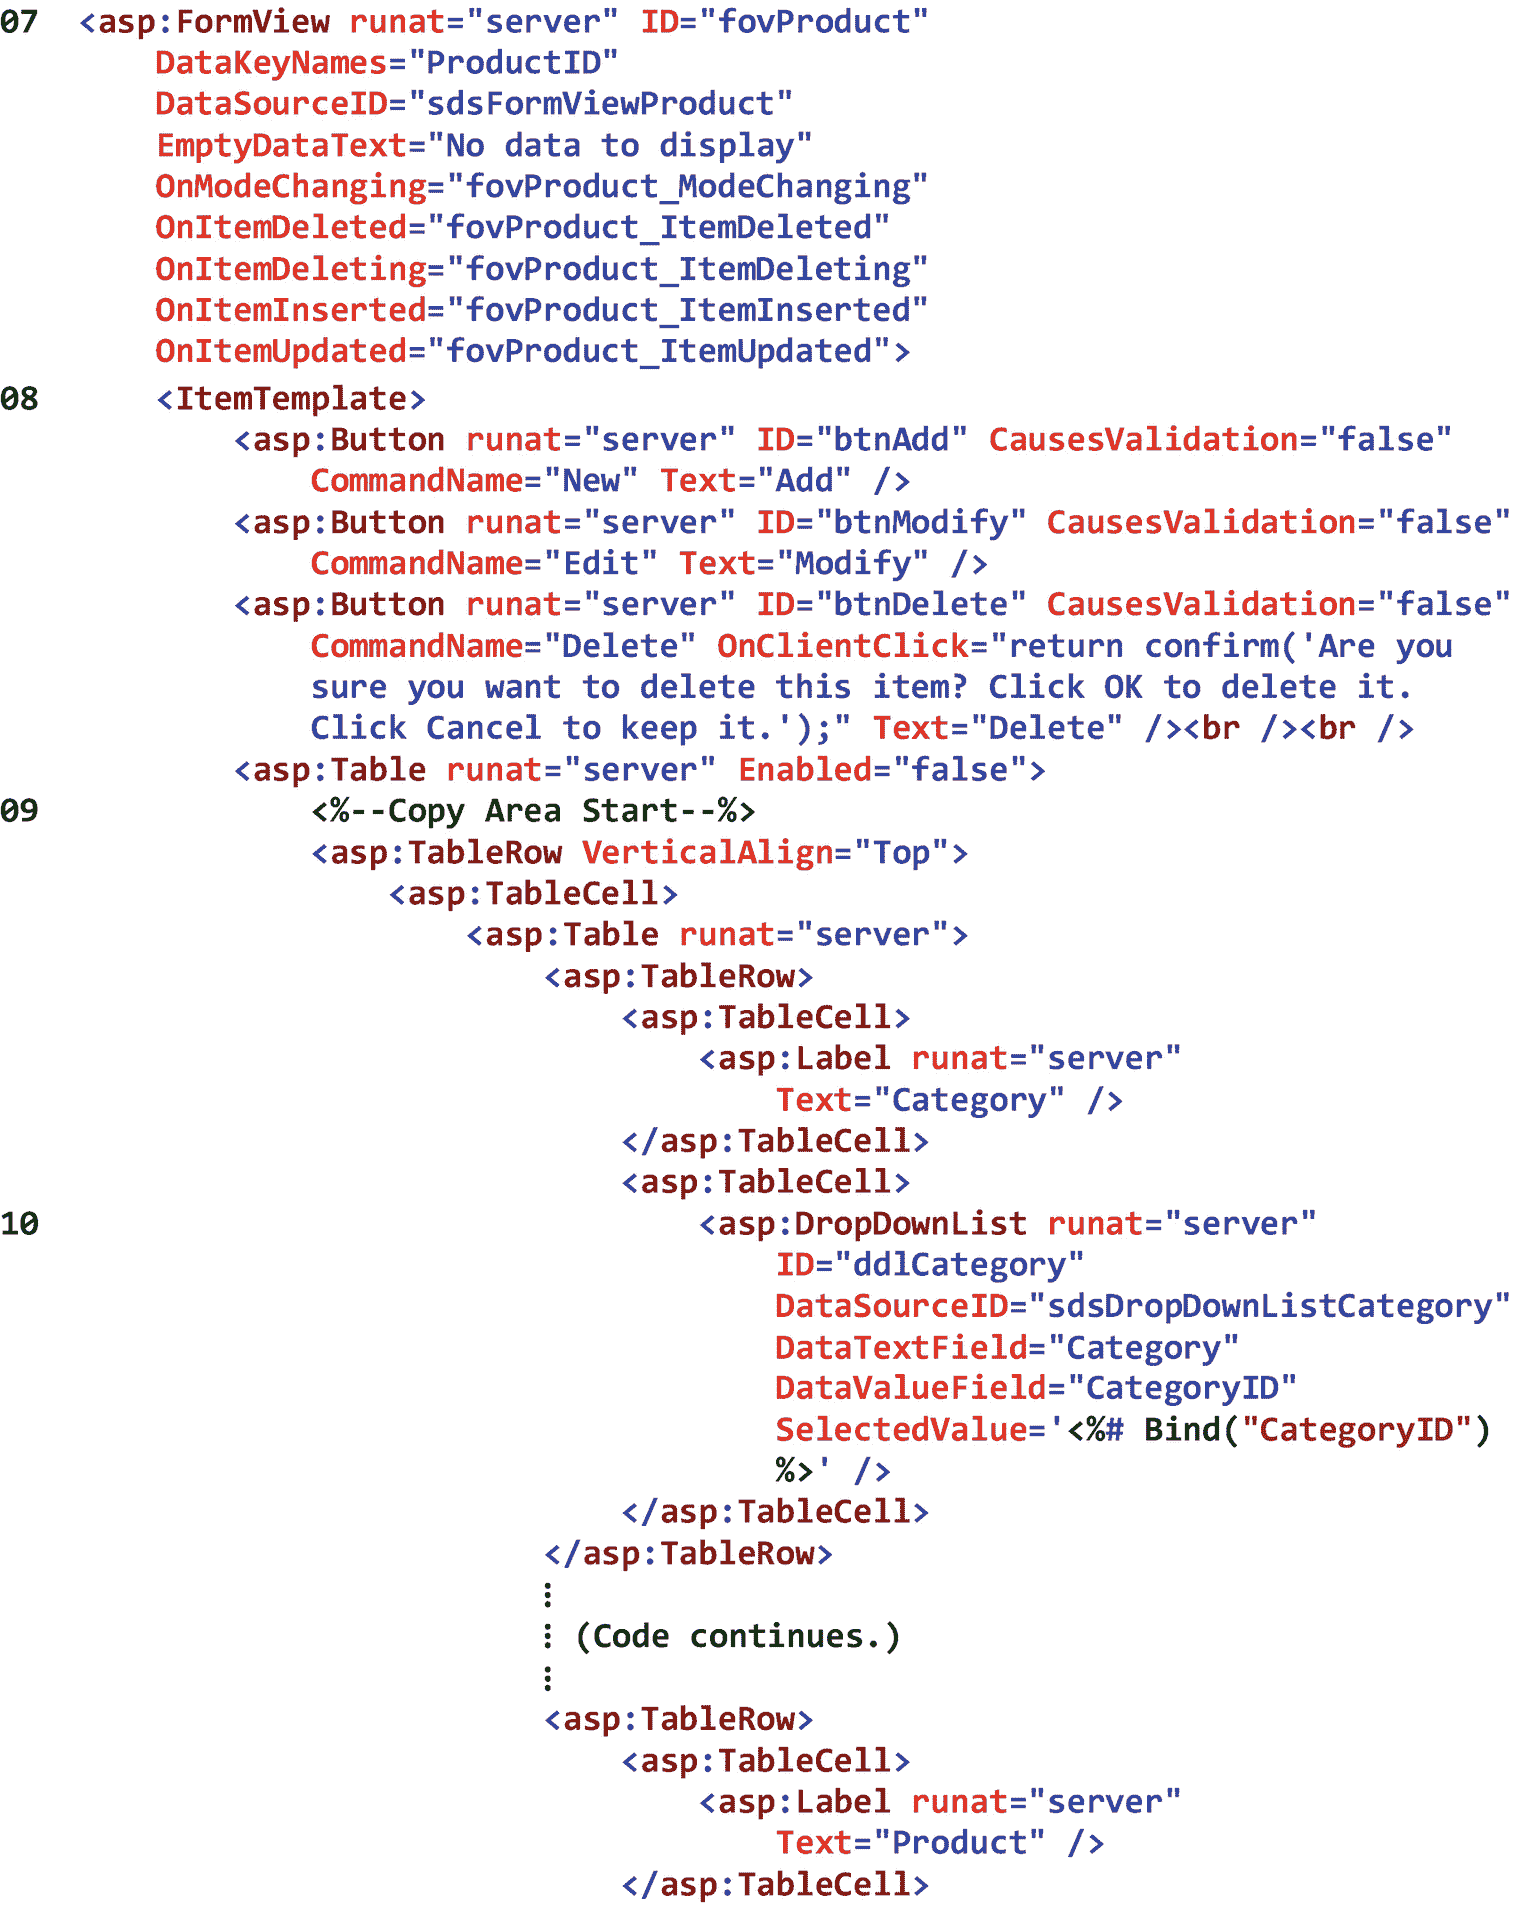 07 <asp:FormView runat="server" ID="fovProduct"
DataKeyNames="ProductID"
DataSourceID="sdsFormViewProduct"
EmptyDataText="No data to display"
OnModeChanging="fovProduct_ModeChanging"
OnItemDeleted="fovProduct_ItemDeleted"
OnItemDeleting="fovProduct_ItemDeleting"
OnItemInserted="fovProduct_ItemInserted"
OnItemUpdated="fovProduct_ItemUpdated">
08 <ItemTemplate>
<asp:Button runat="server" ID="btnAdd" CausesValidation="false"
CommandName="New" Text="Add" />
<asp:Button runat="server" ID="btnModify" CausesValidation="false"
CommandName="Edit" Text="Modify" />
<asp:Button runat="server" ID="btnDelete" CausesValidation="false"
CommandName="Delete" OnClientClick="return confirm('Are you
sure you want to delete this item? Click OK to delete it.
Click Cancel to keep it.');" Text="Delete" /><br /><br />
<asp:Table runat="server" Enabled="false">
09 <%--Copy Area Start--%>
<asp:TableRow VerticalAlign="Top">
<asp:TableCell>
<asp:Table runat="server">
<asp:TableRow>
<asp:TableCell>
<asp:Label runat="server"
Text="Category" />
</asp:TableCell>
<asp:TableCell>
10 <asp:DropDownList runat="server"
ID="ddlCategory"
DataSourceID="sdsDropDownListCategory"
DataTextField="Category"
DataValueField="CategoryID"
SelectedValue='<%# Bind("CategoryID")
%>' />
</asp:TableCell>
</asp:TableRow>
⋮
⋮ (Code continues.)
⋮
<asp:TableRow>
<asp:TableCell>
<asp:Label runat="server"
Text="Product" />
</asp:TableCell>